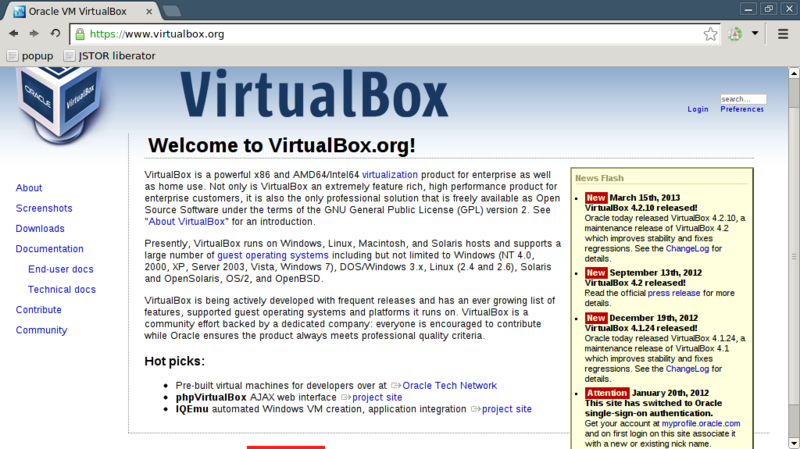 Oracle VM VirtualBox
https://www.virtualbox.org
popup
JSTOR liberator
ORACLE
VirtualBox
VirtualBox
search...
Login
Preferences
About
Screenshots
Downloads
Documentation
End-user docs
Technical docs
Contribute
Community
Welcome to VirtualBox.org!
VirtualBox is a powerful x86 and AMD64/Intel64 virtualization product for enterprise as well
as home use. Not only is VirtualBox an extremely feature rich, high performance product for
enterprise customers, it is also the only professional solution that is freely available as Open
Source Software under the terms of the GNU General Public License (GPL) version 2. See
"About VirtualBox" for an introduction.
Presently, VirtualBox runs on Windows, Linux, Macintosh, and Solaris hosts and supports a
large number of guest operating systems including but not limited to Windows (NT 4.0,
2000, XP, Server 2003, Vista, Windows 7), DOS/Windows 3.x, Linux (2.4 and 2.6), Solaris
and OpenSolaris, OS/2, and OpenBSD.
VirtualBox is being actively developed with frequent releases and has an ever growing list of
features, supported guest operating systems and platforms it runs on. VirtualBox is a
community effort backed by a dedicated company: everyone is encouraged to contribute
while Oracle ensures the product always meets professional quality criteria.
Hot picks:
• Pre-built virtual machines for developers over at Oracle Tech Network
• phpVirtualBox AJAX web interface project site
• IQEmu automated Windows VM creation, application integration project site
News Flash
• New March 15th, 2013
VirtualBox 4.2.10 released!
Oracle today released VirtualBox 4.2.10, a
maintenance release of VirtualBox 4.2
which improves stability and fixes
regressions. See the ChangeLog for
details.
• New September 13th, 2012
VirtualBox 4.2 released!
Read the official press release for more
details.
• New December 19th, 2012
VirtualBox 4.1.24 released!
Oracle today released VirtualBox 4.1.24, a
maintenance release of VirtualBox 4.1
which improves stability and fixes
regressions. See the ChangeLog for
details.
• Attention January 20th, 2012
This site has switched to Oracle
single-sign-on authentication.
Get your account at myprofile.oracle.com
and on first login on this site associate it
with a new or existing nick name.